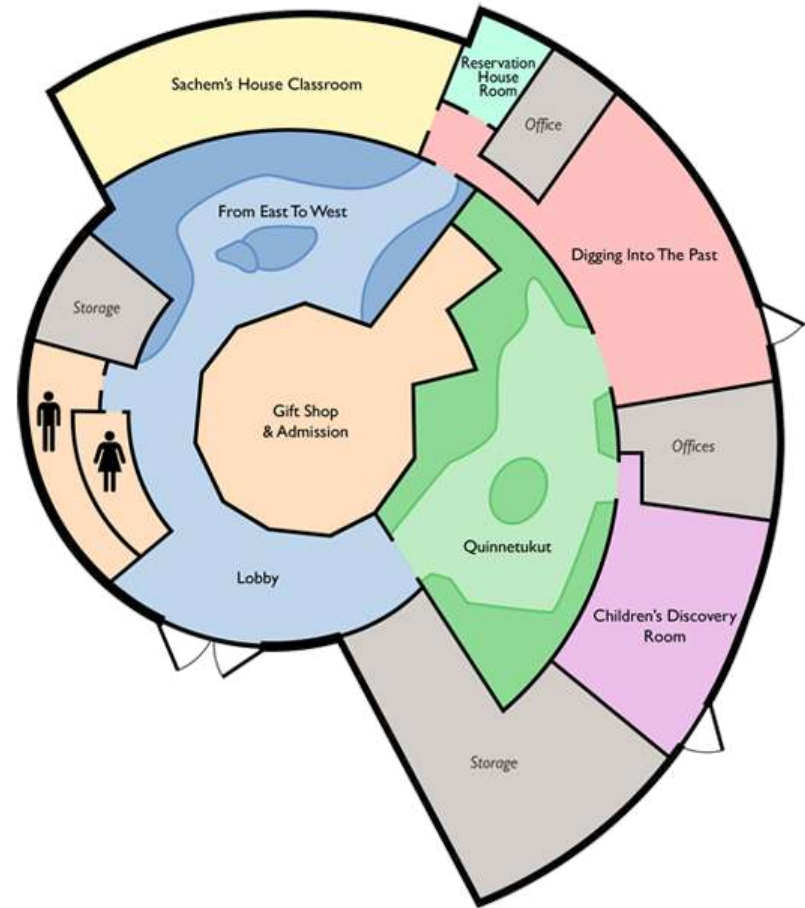 Sachem's House Classroom
Reservation
House
Room
Office
From East To West
Digging Into The Past
Storage
Gift Shop
& Admission
Offices
Quinnetukut
Lobby
Children's Discovery
Room
Storage